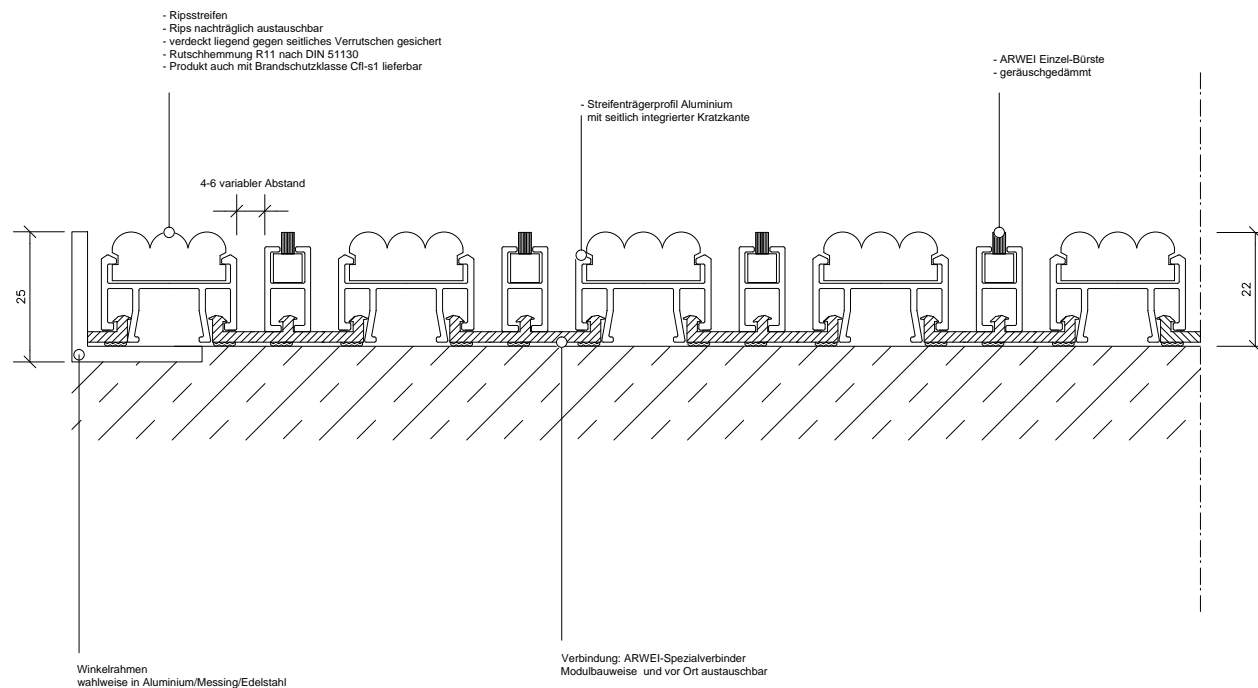 - Ripsstreifen
- Rips nachträglich austauschbar
- verdeckt liegend gegen seitliches Verrutschen gesichert
- Rutschhemmung R11 nach DIN 51130
- Produkt auch mit Brandschutzklasse Cfl-s1 lieferbar
- ARWEI Einzel-Bürste
- geräuschgedämmt
- Streifenträgerprofil Aluminium
mit seitlich integrierter Kratzkante
4-6 variabler Abstand
25
22
Winkelrahmen
wahlweise in Aluminium/Messing/Edelstahl
Verbindung: ARWEI-Spezialverbinder
Modulbauweise und vor Ort austauschbar